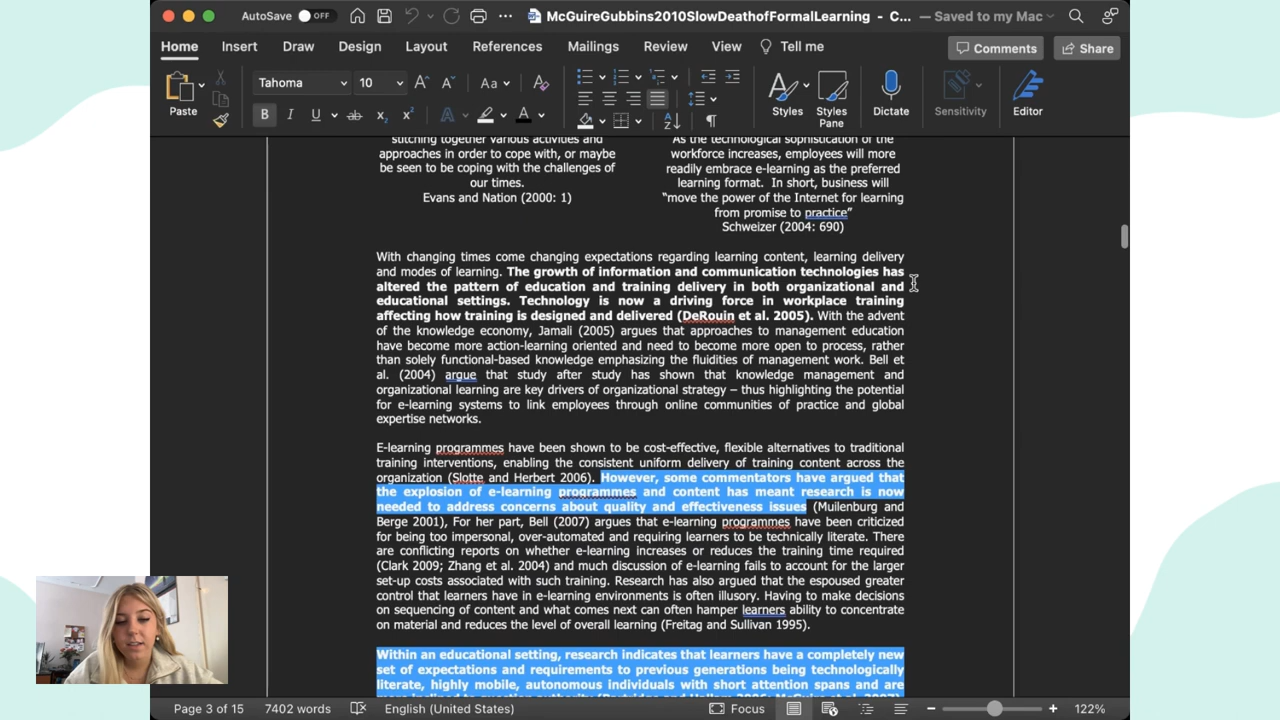 AutoSave OFF
McGuireGubbins2010SlowDeathofFormalLearning - C... — Saved to my Mac
Home Insert Draw Design Layout References Mailings Review View Tell me Comments Share
Paste Tahoma 10 Aa Styles Styles Pane Dictate Sensitivity Editor
B I U ab x₂ x² A A
stitching together various activities and
approaches in order to cope with, or maybe
be seen to be coping with the challenges of
our times.
Evans and Nation (2000: 1)
As the technological sophistication of the
workforce increases, employees will more
readily embrace e-learning as the preferred
learning format. In short, business will
“move the power of the Internet for learning
from promise to practice”
Schweizer (2004: 690)
With changing times come changing expectations regarding learning content, learning delivery
and modes of learning. The growth of information and communication technologies has
altered the pattern of education and training delivery in both organizational and
educational settings. Technology is now a driving force in workplace training
affecting how training is designed and delivered (DeRouin et al. 2005). With the advent
of the knowledge economy, Jamali (2005) argues that approaches to management education
have become more action-learning oriented and need to become more open to process, rather
than solely functional-based knowledge emphasizing the fluidities of management work. Bell et
al. (2004) argue that study after study has shown that knowledge management and
organizational learning are key drivers of organizational strategy – thus highlighting the potential
for e-learning systems to link employees through online communities of practice and global
expertise networks.
E-learning programmes have been shown to be cost-effective, flexible alternatives to traditional
training interventions, enabling the consistent uniform delivery of training content across the
organization (Slotte and Herbert 2006). However, some commentators have argued that
the explosion of e-learning programmes and content has meant research is now
needed to address concerns about quality and effectiveness issues (Muilenburg and
Berge 2001), For her part, Bell (2007) argues that e-learning programmes have been criticized
for being too impersonal, over-automated and requiring learners to be technically literate. There
are conflicting reports on whether e-learning increases or reduces the training time required
(Clark 2009; Zhang et al. 2004) and much discussion of e-learning fails to account for the larger
set-up costs associated with such training. Research has also argued that the espoused greater
control that learners have in e-learning environments is often illusory. Having to make decisions
on sequencing of content and what comes next can often hamper learners ability to concentrate
on material and reduces the level of overall learning (Freitag and Sullivan 1995).
Within an educational setting, research indicates that learners have a completely new
set of expectations and requirements to previous generations being technologically
literate, highly mobile, autonomous individuals with short attention spans and are
Page 3 of 15 7402 words English (United States) Focus 122%